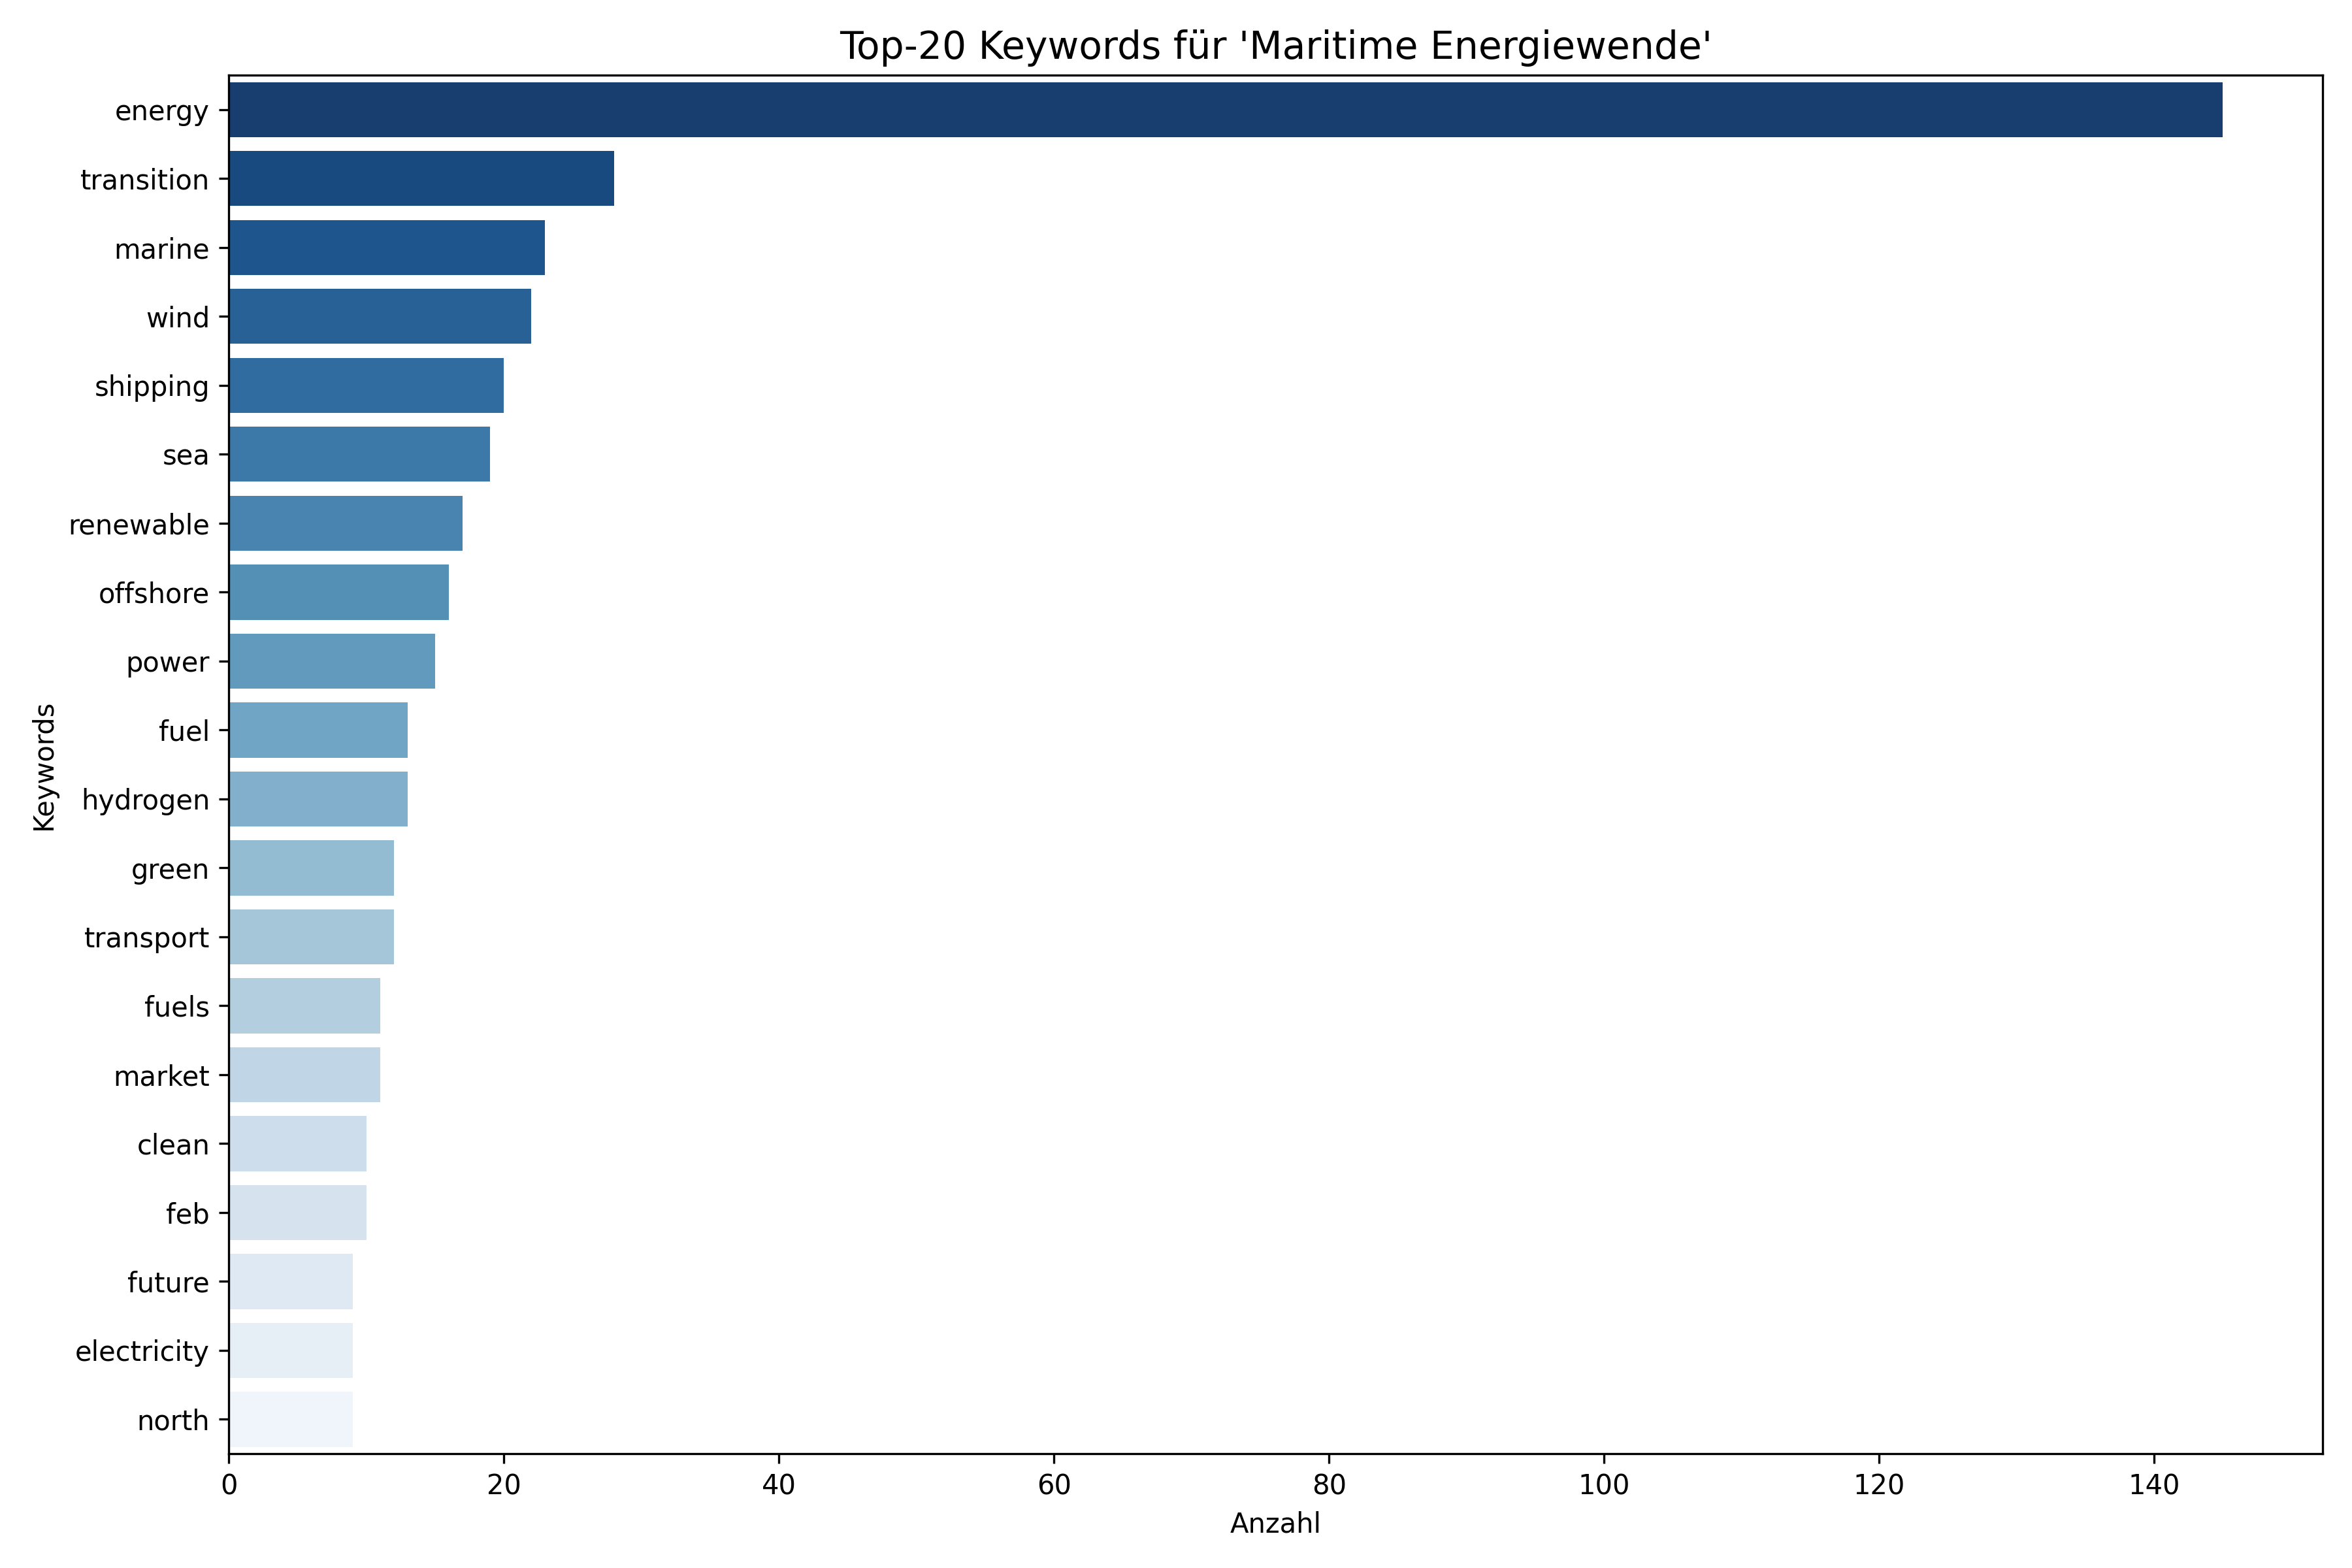 Top-20 Keywords für 'Maritime Energiewende'
energy
transition
marine
wind
shipping
sea
renewable
offshore
power
fuel
hydrogen
green
transport
fuels
market
clean
feb
future
electricity
north
Keywords
0 20 40 60 80 100 120 140
Anzahl